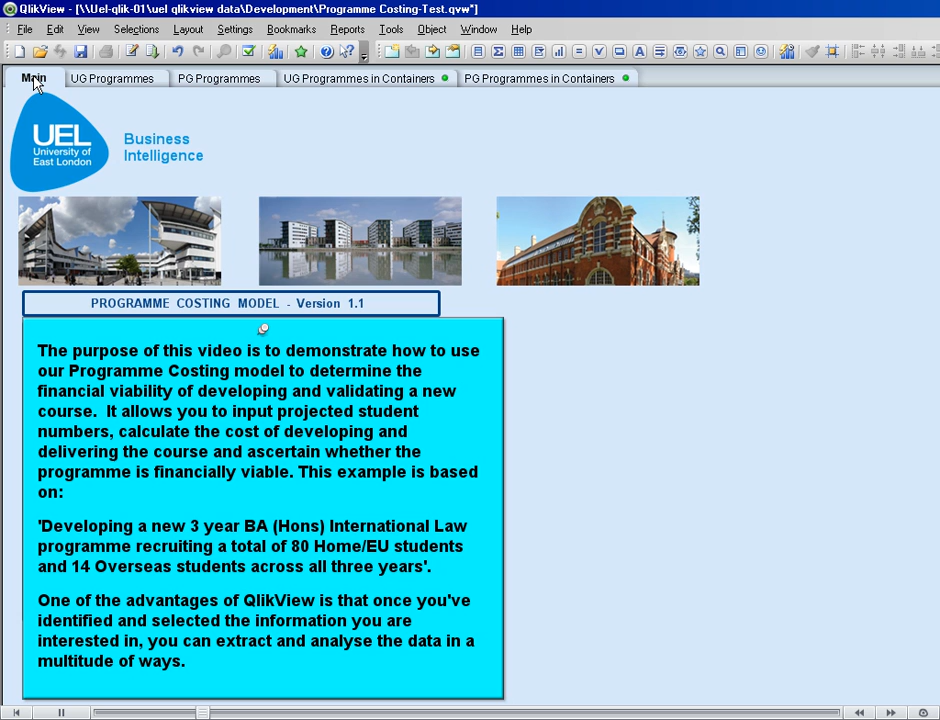 QlikView - [\\Uel-qlik-01\uel qlikview data\Development\Programme Costing-Test.qvw*]
File Edit View Selections Layout Settings Bookmarks Reports Tools Object Window Help
Main UG Programmes PG Programmes UG Programmes in Containers PG Programmes in Containers
UEL
University of
East London
Business
Intelligence
PROGRAMME COSTING MODEL - Version 1.1
The purpose of this video is to demonstrate how to use
our Programme Costing model to determine the
financial viability of developing and validating a new
course. It allows you to input projected student
numbers, calculate the cost of developing and
delivering the course and ascertain whether the
programme is financially viable. This example is based
on:
'Developing a new 3 year BA (Hons) International Law
programme recruiting a total of 80 Home/EU students
and 14 Overseas students across all three years'.
One of the advantages of QlikView is that once you've
identified and selected the information you are
interested in, you can extract and analyse the data in a
multitude of ways.